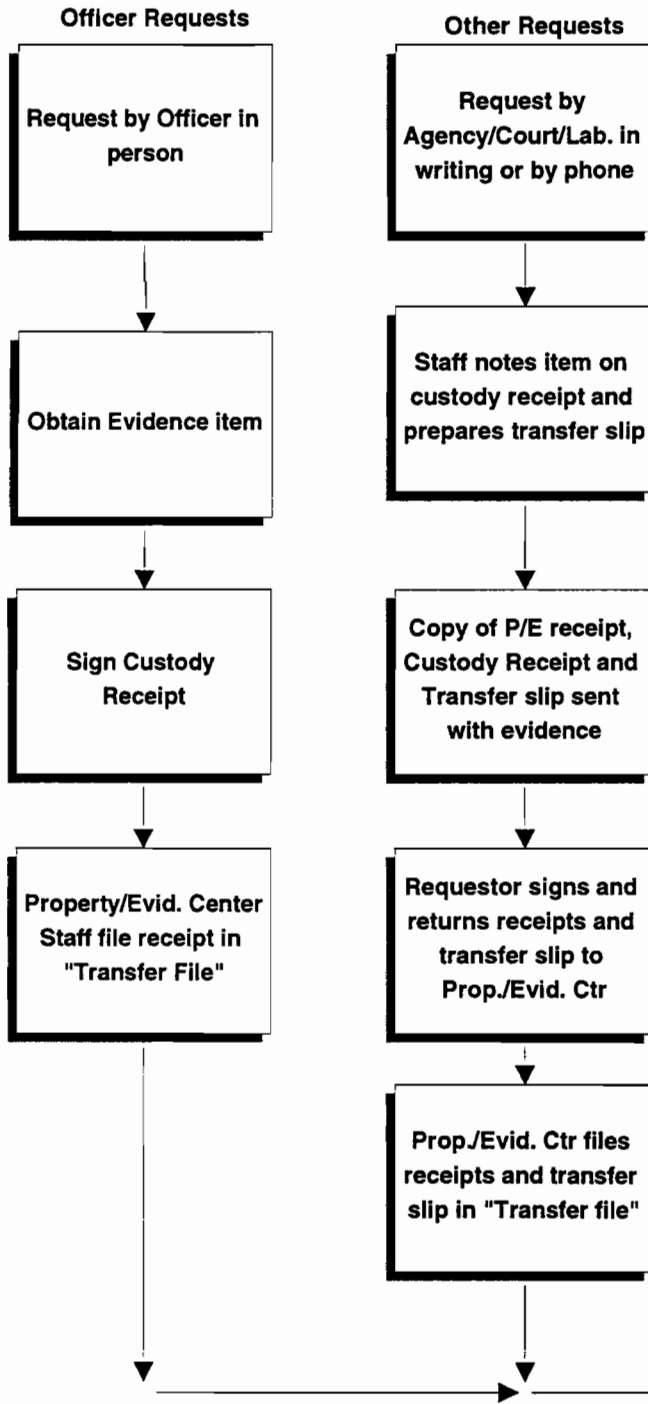 Officer Requests
Request by Officer in
person
Obtain Evidence item
Sign Custody
Receipt
Property/Evid. Center
Staff file receipt in
"Transfer File"
Other Requests
Request by
Agency/Court/Lab. in
writing or by phone
Staff notes item on
custody receipt and
prepares transfer slip
Copy of P/E receipt,
Custody Receipt and
Transfer slip sent
with evidence
Requestor signs and
returns receipts and
transfer slip to
Prop./Evid. Ctr
Prop./Evid. Ctr files
receipts and transfer
slip in "Transfer file"